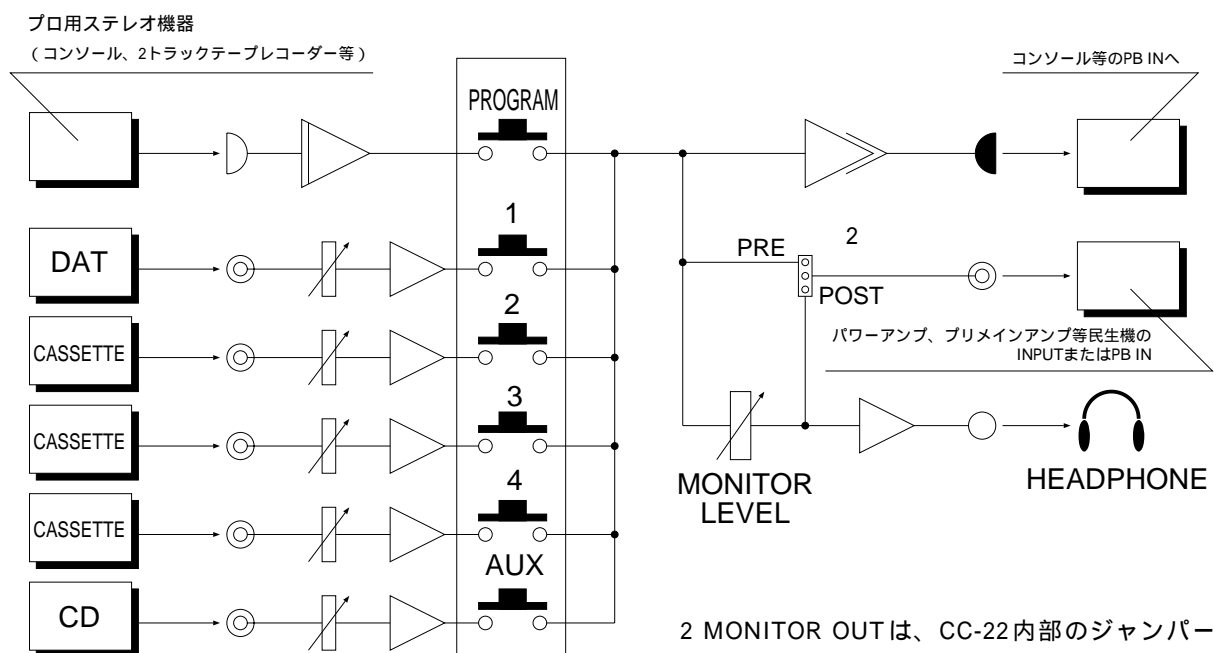 プロ用ステレオ機器
(コンソール、2トラックテープレコーダー等)
コンソール等のPB INへ
PROGRAM
1
DAT
2
CASSETTE
3
CASSETTE
4
CASSETTE
AUX
CD
PRE
2
POST
パワーアンプ、プリメインアンプ等民生機の
INPUTまたはPB IN
MONITOR
LEVEL
HEADPHONE
2 MONITOR OUTは、CC-22内部のジャンパー